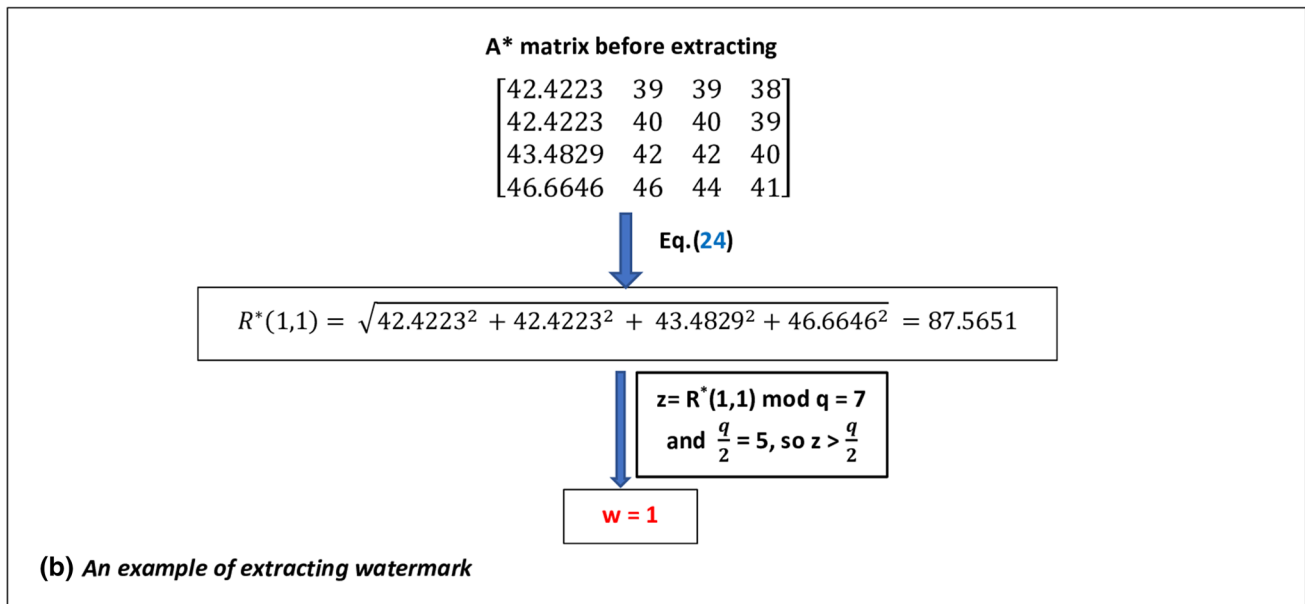 A* matrix before extracting
[42.4223 39 39 38]
[42.4223 40 40 39]
[43.4829 42 42 40]
[46.6646 46 44 41]
Eq.(24)
R*(1,1) = √42.4223² + 42.4223² + 43.4829² + 46.6646² = 87.5651
z= R*(1,1) mod q = 7
and q/2 = 5, so z > q/2
w = 1
(b) An example of extracting watermark